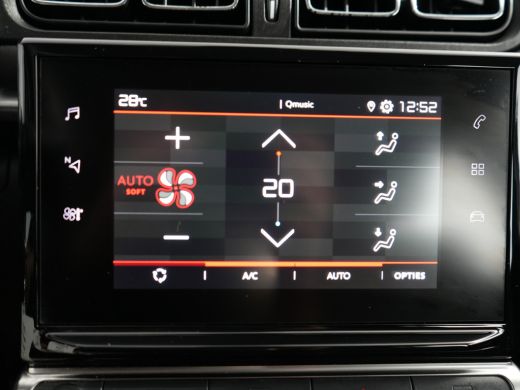 28°C
Qmusic
12:52
AUTO
SOFT
20
A/C
AUTO
OPTIES
N